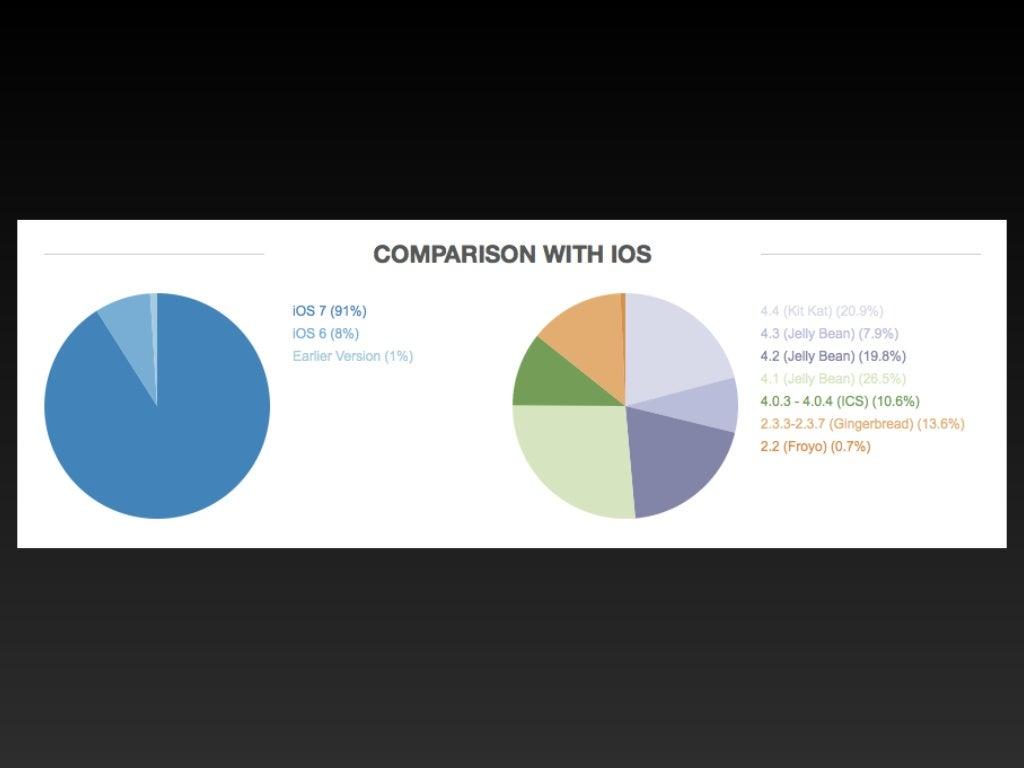 COMPARISON WITH IOS
iOS 7 (91%)
iOS 6 (8%)
Earlier Version (1%)
4.4 (Kit Kat) (20.9%)
4.3 (Jelly Bean) (7.9%)
4.2 (Jelly Bean) (19.8%)
4.1 (Jelly Bean) (26.5%)
4.0.3 - 4.0.4 (ICS) (10.6%)
2.3.3-2.3.7 (Gingerbread) (13.6%)
2.2 (Froyo) (0.7%)